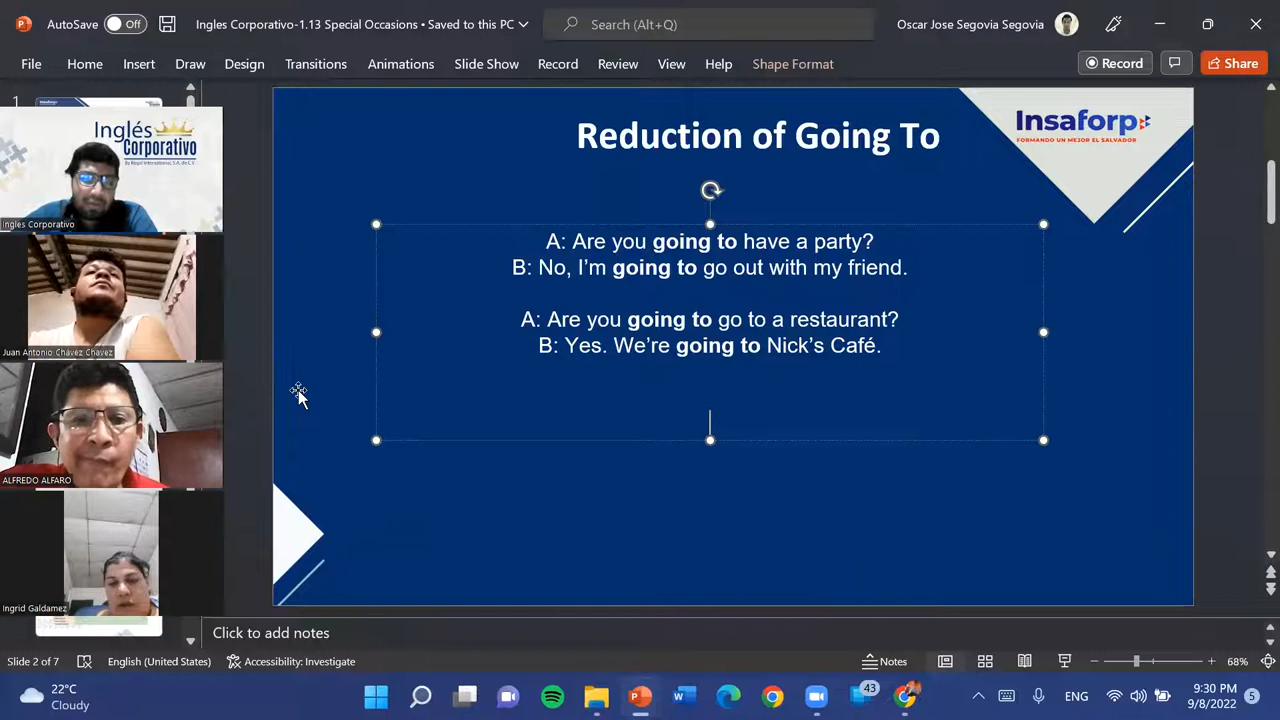 AutoSave Off Ingles Corporativo-1.13 Special Occasions • Saved to this PC Search (Alt+Q) Oscar Jose Segovia Segovia
File Home Insert Draw Design Transitions Animations Slide Show Record Review View Help Shape Format Record Share
1
Inglés
Corporativo
Ingles Corporativo
Juan Antonio Chávez Chavez
ALFREDO ALFARO
Ingrid Galdamez
Reduction of Going To
Insaforp
FORMANDO UN MEJOR EL SALVADOR
A: Are you going to have a party?
B: No, I'm going to go out with my friend.
A: Are you going to go to a restaurant?
B: Yes. We're going to Nick's Café.
Click to add notes
Slide 2 of 7 English (United States) Accessibility: Investigate Notes 68%
22°C
Cloudy
43
ENG
9:30 PM
9/8/2022
5